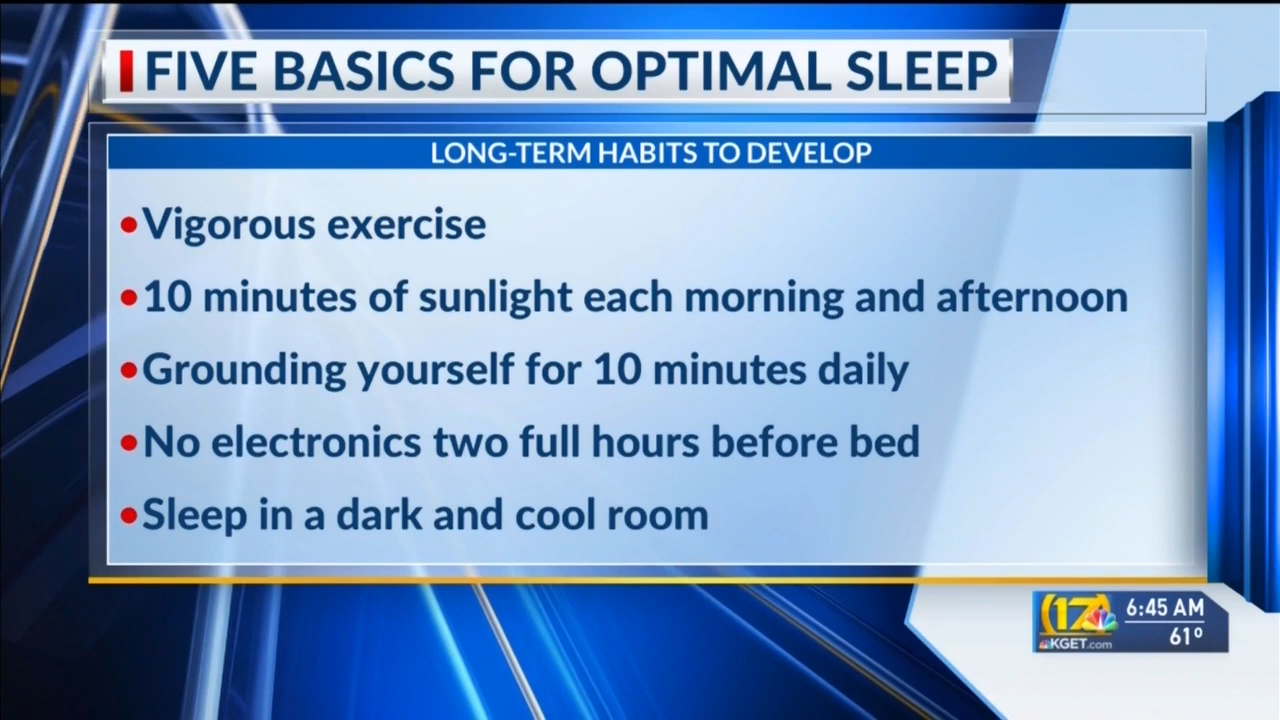 FIVE BASICS FOR OPTIMAL SLEEP
LONG-TERM HABITS TO DEVELOP
•Vigorous exercise
•10 minutes of sunlight each morning and afternoon
•Grounding yourself for 10 minutes daily
•No electronics two full hours before bed
•Sleep in a dark and cool room
17
KGET.com
6:45 AM
61°